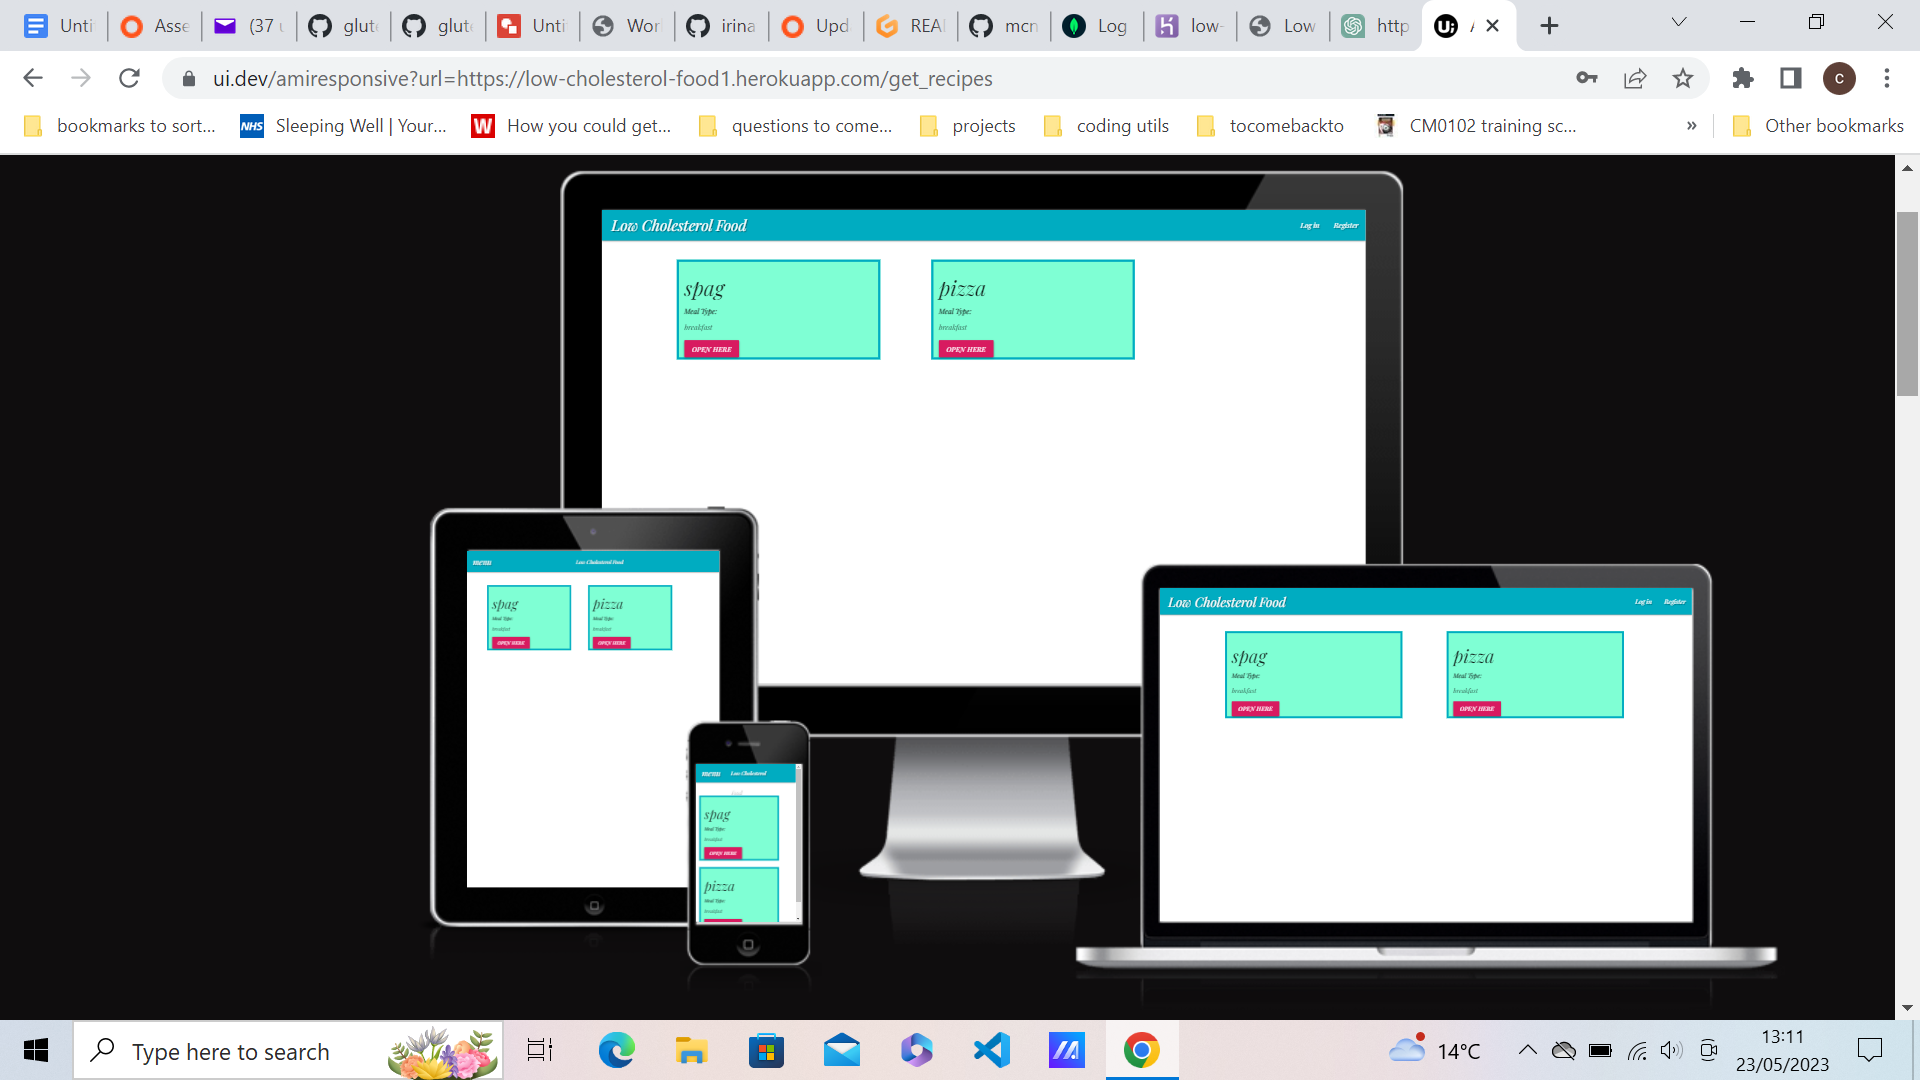 Unti
Asse
(37 u
glut
glut
Unti
Wor
irina
Upd
REAl
mcn
Log
low-
Low
http
ui.dev/amiresponsive?url=https://low-cholesterol-food1.herokuapp.com/get_recipes
c
bookmarks to sort...
NHS
Sleeping Well | Your...
W
How you could get...
questions to come...
projects
coding utils
tocomebackto
CM0102 training sc...
»
Other bookmarks
Low Cholesterol Food
Log in
Register
spag
Meal Type:
breakfast
OPEN HERE
pizza
Meal Type:
breakfast
OPEN HERE
menu
Low Cholesterol Food
spag
Meal Type:
breakfast
OPEN HERE
pizza
Meal Type:
breakfast
OPEN HERE
menu
Low Cholesterol
spag
Meal Type:
breakfast
OPEN HERE
pizza
Meal Type:
breakfast
Low Cholesterol Food
Log in
Register
spag
Meal Type:
breakfast
OPEN HERE
pizza
Meal Type:
breakfast
OPEN HERE
Type here to search
14°C
13:11
23/05/2023